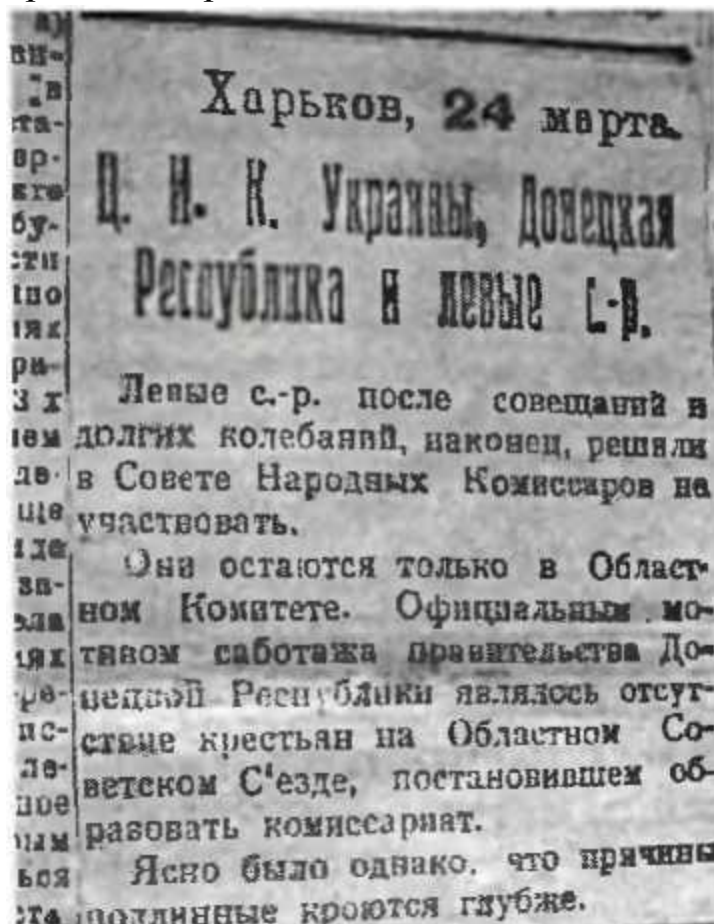 Харьков, 24 марта.
Ц. И. К. Украины, Донецкая
Республика и левые с.-р.
Левые с.-р. после совещаний и
долгих колебаний, наконец, решили
в Совете Народных Комиссаров не
участвовать.
Они остаются только в Област-
ном Комитете. Официальным мо-
тивом саботажа правительства До-
нецкой Республики являлось отсут-
ствие крестьян на Областном Со-
ветском С'езде, постановившем об-
разовать комиссариат.
Ясно было однако, что причины
подлинные кроются глубже.